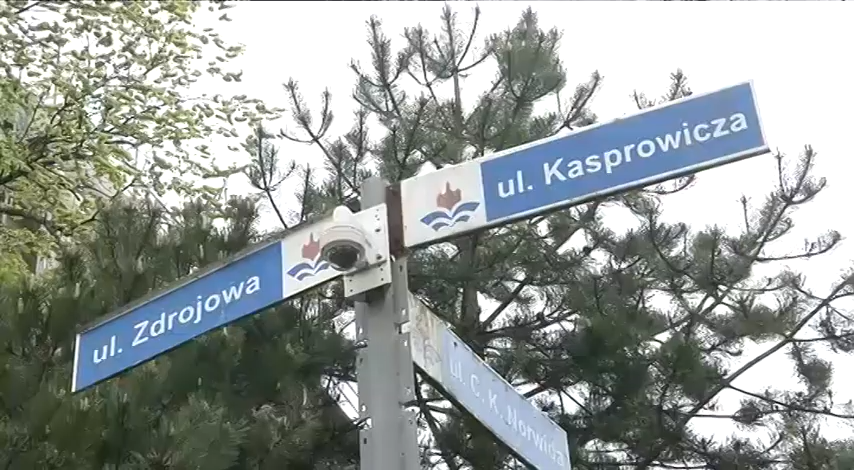 ul. Kasprowicza
ul. Zdrojowa
ul. C. K. Norwida